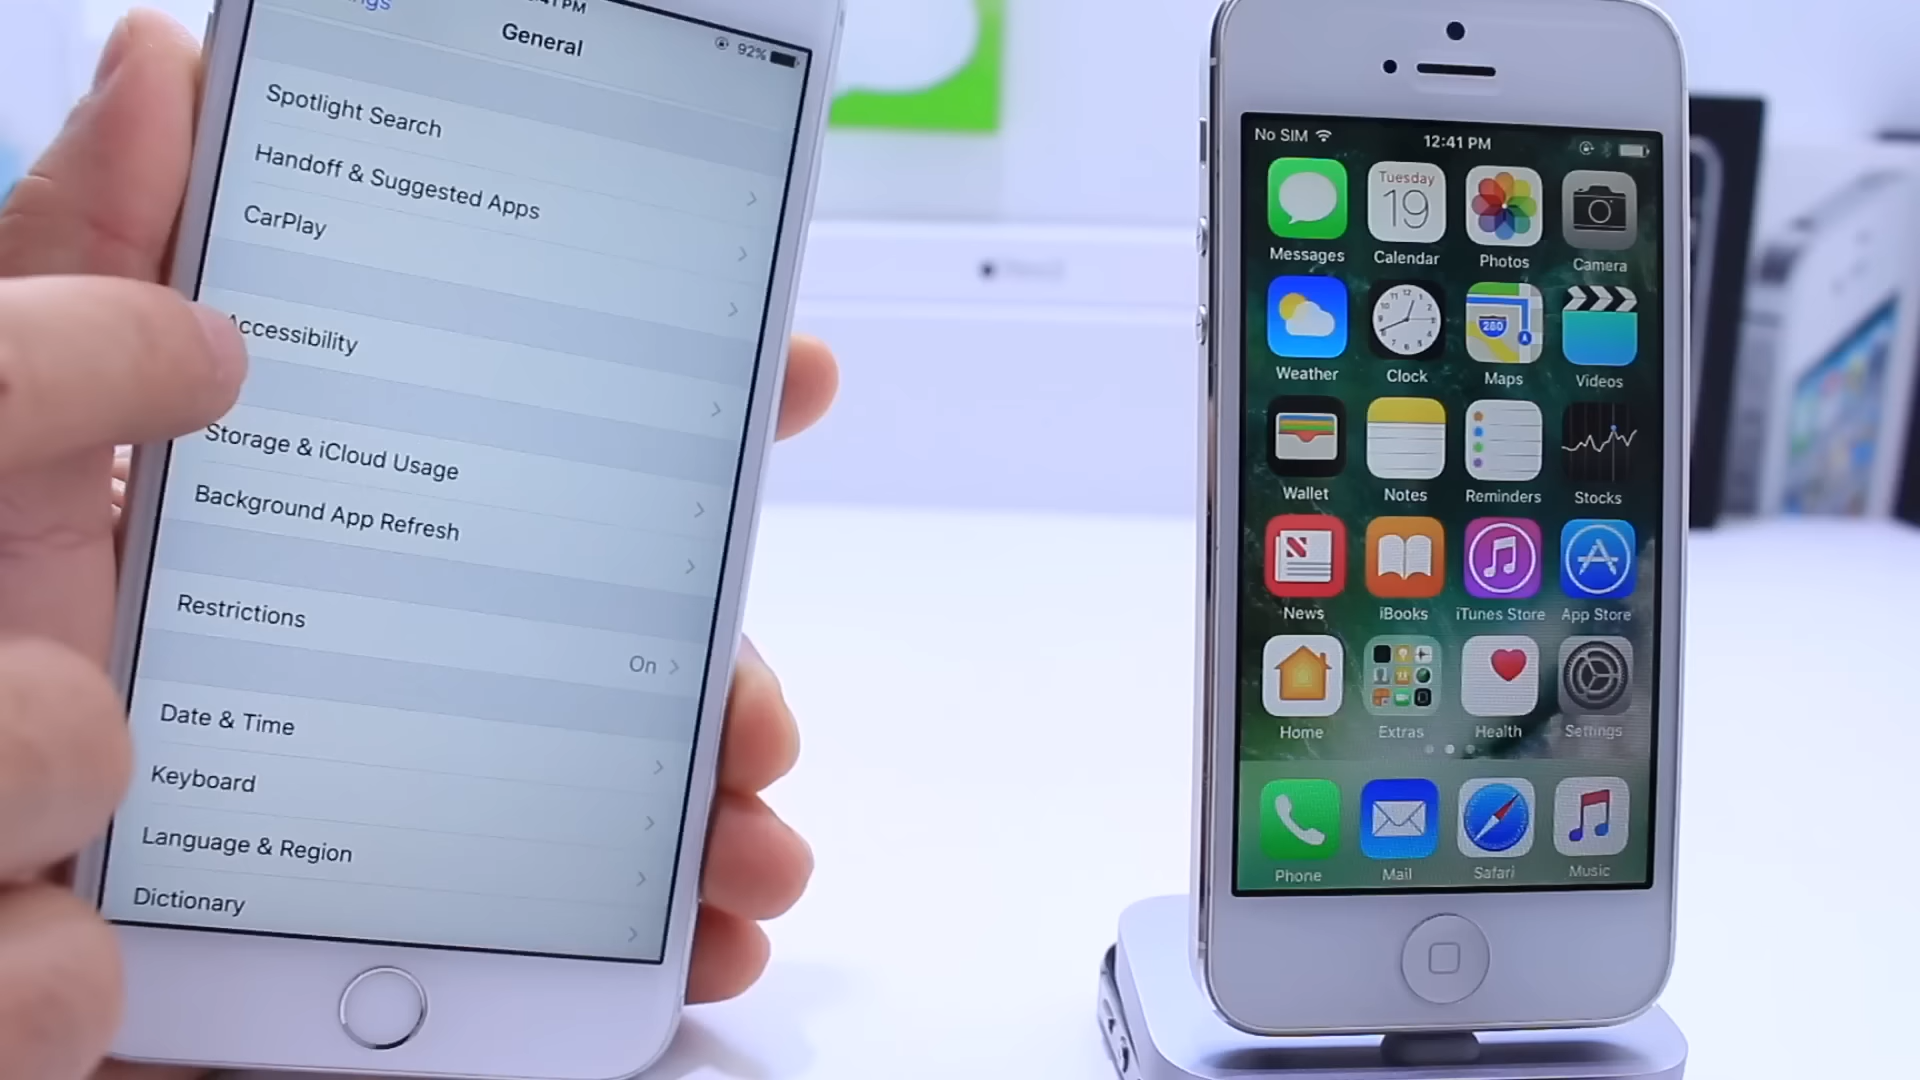 General
92%
Spotlight Search
Handoff & Suggested Apps
CarPlay
Accessibility
Storage & iCloud Usage
Background App Refresh
Restrictions
On
Date & Time
Keyboard
Language & Region
Dictionary
No SIM
12:41 PM
Tuesday
19
Messages
Calendar
Photos
Camera
280
Weather
Clock
Maps
Videos
Wallet
Notes
Reminders
Stocks
News
iBooks
iTunes Store
App Store
Home
Extras
Health
Settings
Phone
Mail
Safari
Music